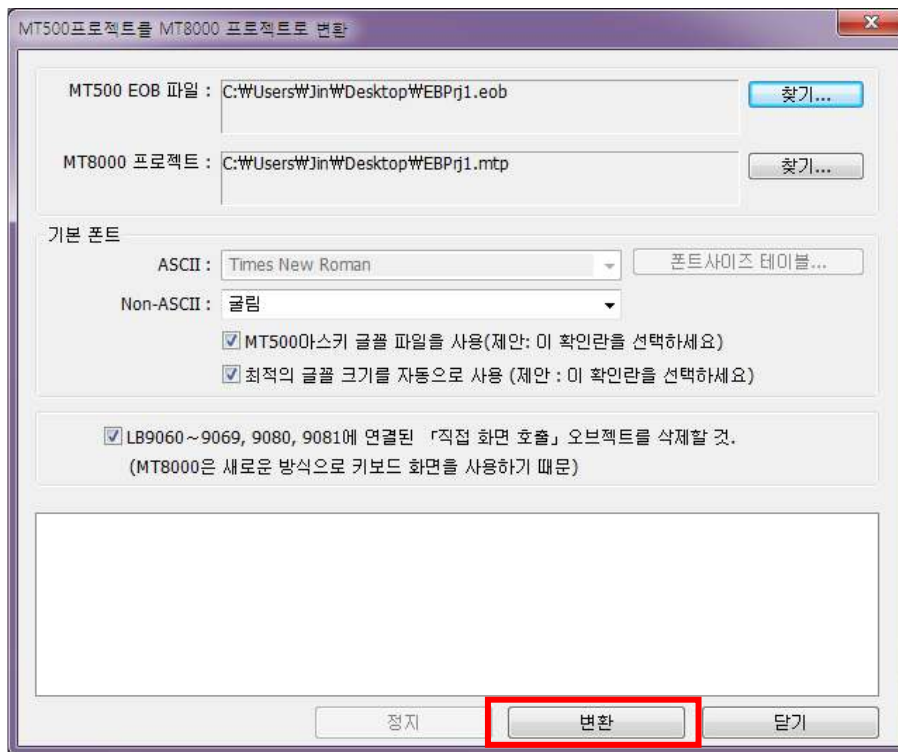 MT500프로젝트를 MT8000 프로젝트로 변환
MT500 EOB 파일 : C:₩Users₩Jin₩Desktop₩EBPrj1.eob 찾기...
MT8000 프로젝트 : C:₩Users₩Jin₩Desktop₩EBPrj1.mtp 찾기...
기본 폰트
ASCII : Times New Roman 폰트사이즈 테이블...
Non-ASCII : 굴림
MT500아스키 글꼴 파일을 사용(제안: 이 확인란을 선택하세요)
최적의 글꼴 크기를 자동으로 사용 (제안 : 이 확인란을 선택하세요)
LB9060~9069, 9080, 9081에 연결된 「직접 화면 호출」 오브젝트를 삭제할 것.
(MT8000은 새로운 방식으로 키보드 화면을 사용하기 때문)
정지 변환 닫기